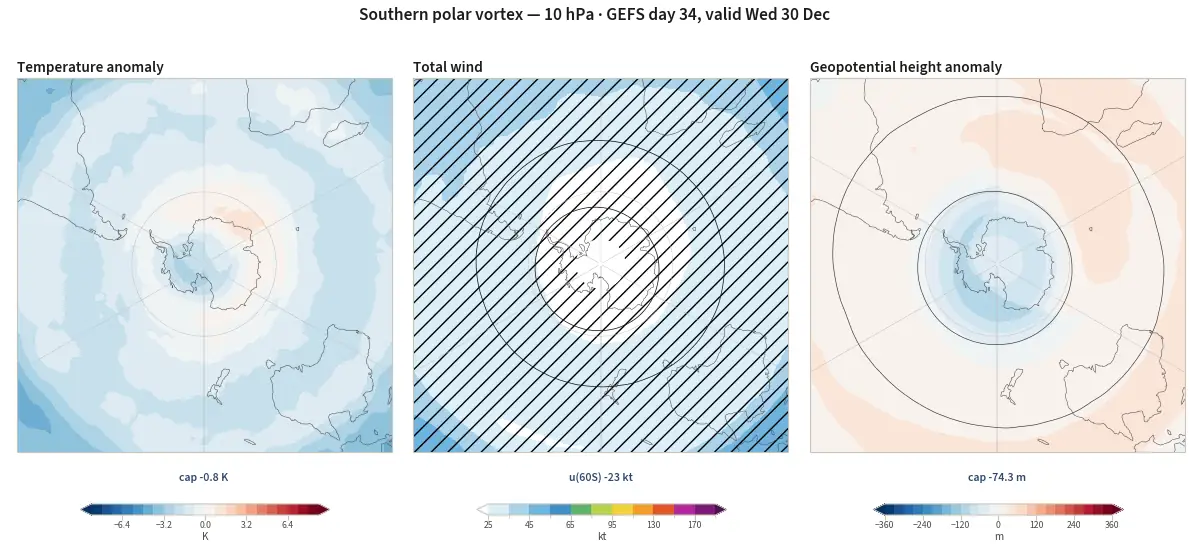 Southern polar vortex — 10 hPa · GEFS day 34, valid Wed 30 Dec
Temperature anomaly
Total wind
Geopotential height anomaly
cap -0.8 K
u(60S) -23 kt
cap -74.3 m
−6.4 −3.2 0.0 3.2 6.4
K
25 45 65 95 130 170
kt
−360 −240 −120 0 120 240 360
m